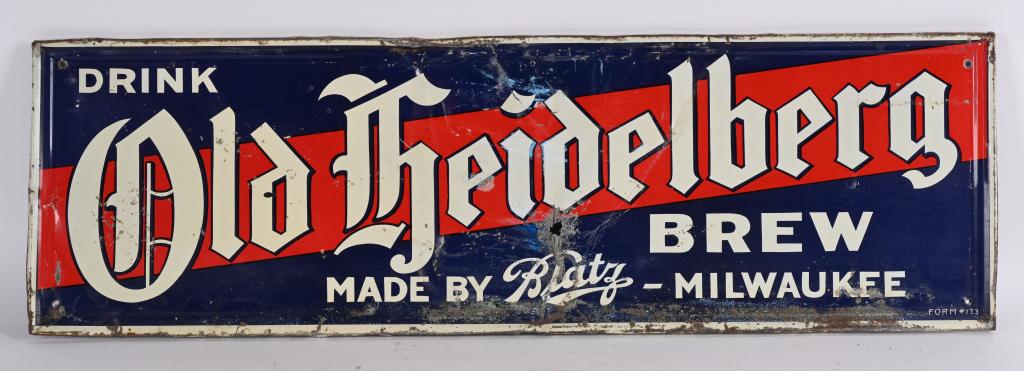 DRINK
Old Heidelberg
BREW
MADE BY Blatz - MILWAUKEE
FORM #123